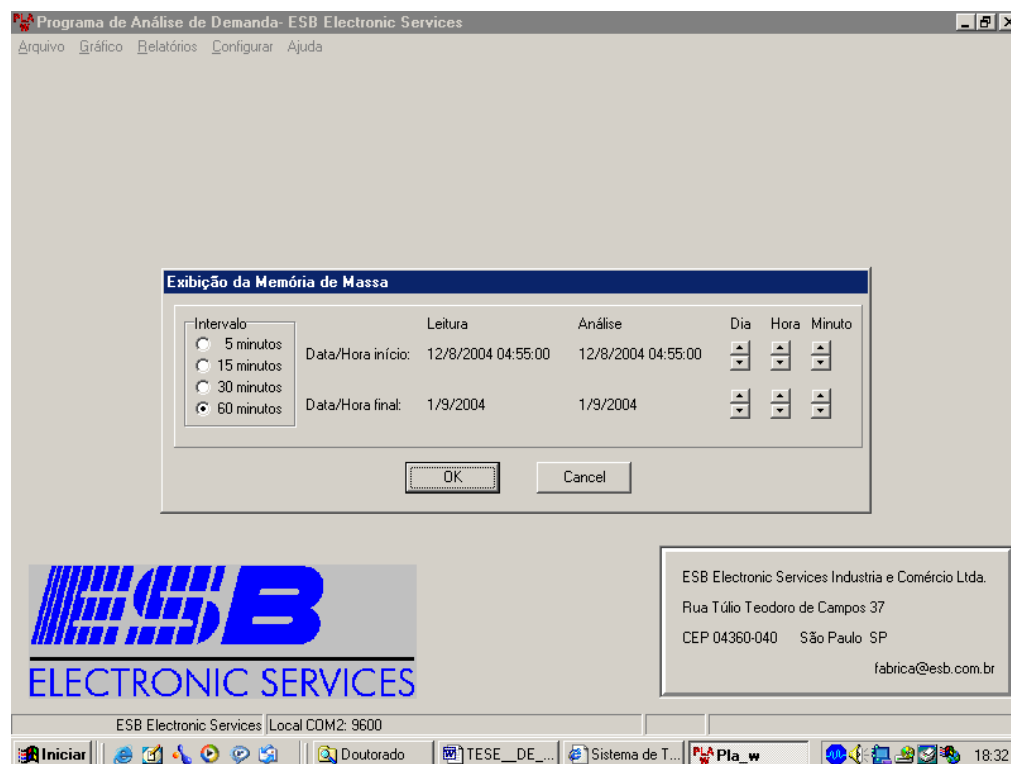 Programa de Análise de Demanda- ESB Electronic Services
Arquivo Gráfico Relatórios Configurar Ajuda
Exibição da Memória de Massa
Intervalo Leitura Análise Dia Hora Minuto
5 minutos
Data/Hora início: 12/8/2004 04:55:00 12/8/2004 04:55:00
15 minutos
30 minutos
60 minutos Data/Hora final: 1/9/2004 1/9/2004
OK Cancel
ESB
ELECTRONIC SERVICES
ESB Electronic Services Industria e Comércio Ltda.
Rua Túlio Teodoro de Campos 37
CEP 04360-040 São Paulo SP
fabrica@esb.com.br
ESB Electronic Services Local COM2: 9600
Iniciar Doutorado TESE__DE_... Sistema de T... Pla_w 18:32